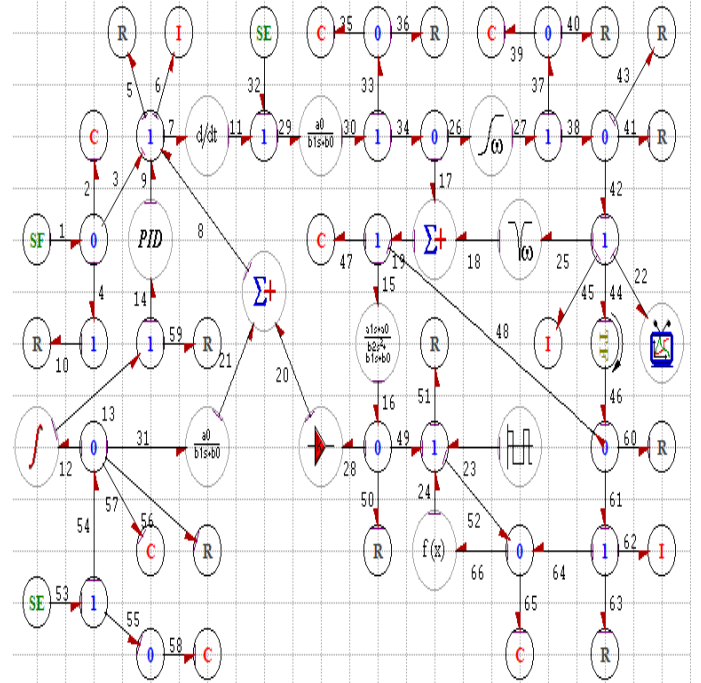 R I SE C 35 0 36 R C 39 0 40 R R
5 6 32 33 37 43
C 1 7 d/dt 11 1 29 a0 30 1 34 0 26 ∫ω 27 1 38 0 41 R
b1s+b0
2 3 9 17 42
SF 1 0 PID 8 C 47 1 19 Σ+ 18 ω 25 1
Σ+
4 14 15 48 45 44 22
R 10 1 1 59 R 21 20 a1s+a0 R I
b2s²+
b1s+b0
13 16 51 46
∫ 12 0 31 a0 28 0 49 1 23 0 60 R
b1s+b0
54 57 56 50 24 52 61
C R R f(x) 66 0 64 1 62 I
SE 53 1 65 63
55 0 58 C C R